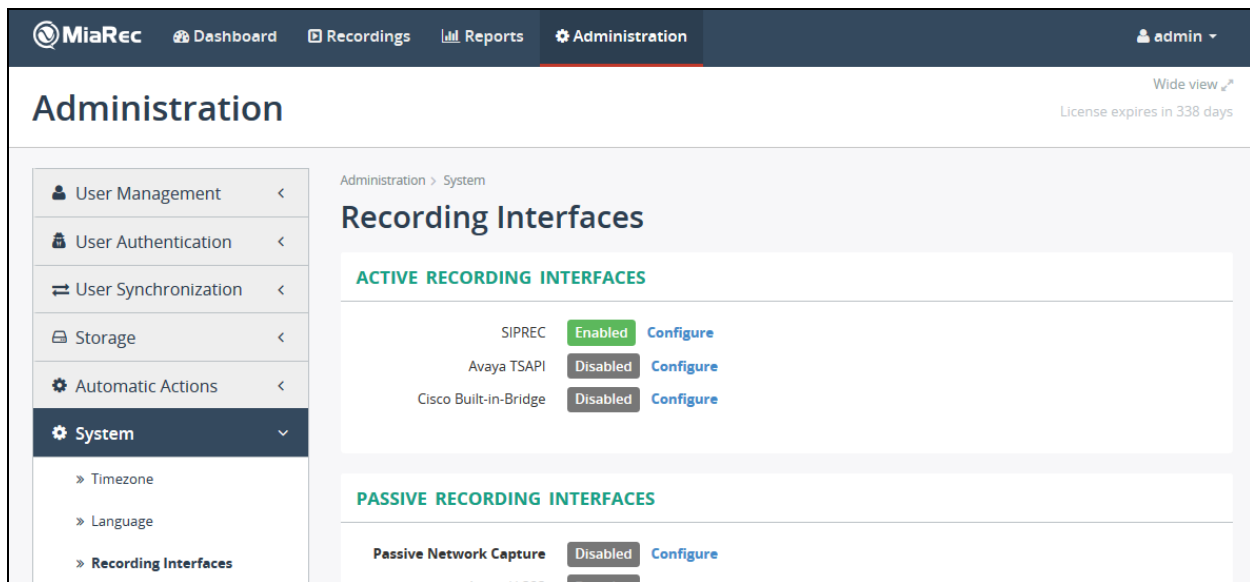 MiaRec Dashboard Recordings Reports Administration admin
Wide view
Administration
License expires in 338 days
User Management
User Authentication
User Synchronization
Storage
Automatic Actions
System
» Timezone
» Language
» Recording Interfaces
Administration > System
Recording Interfaces
ACTIVE RECORDING INTERFACES
SIPREC Enabled Configure
Avaya TSAPI Disabled Configure
Cisco Built-in-Bridge Disabled Configure
PASSIVE RECORDING INTERFACES
Passive Network Capture Disabled Configure